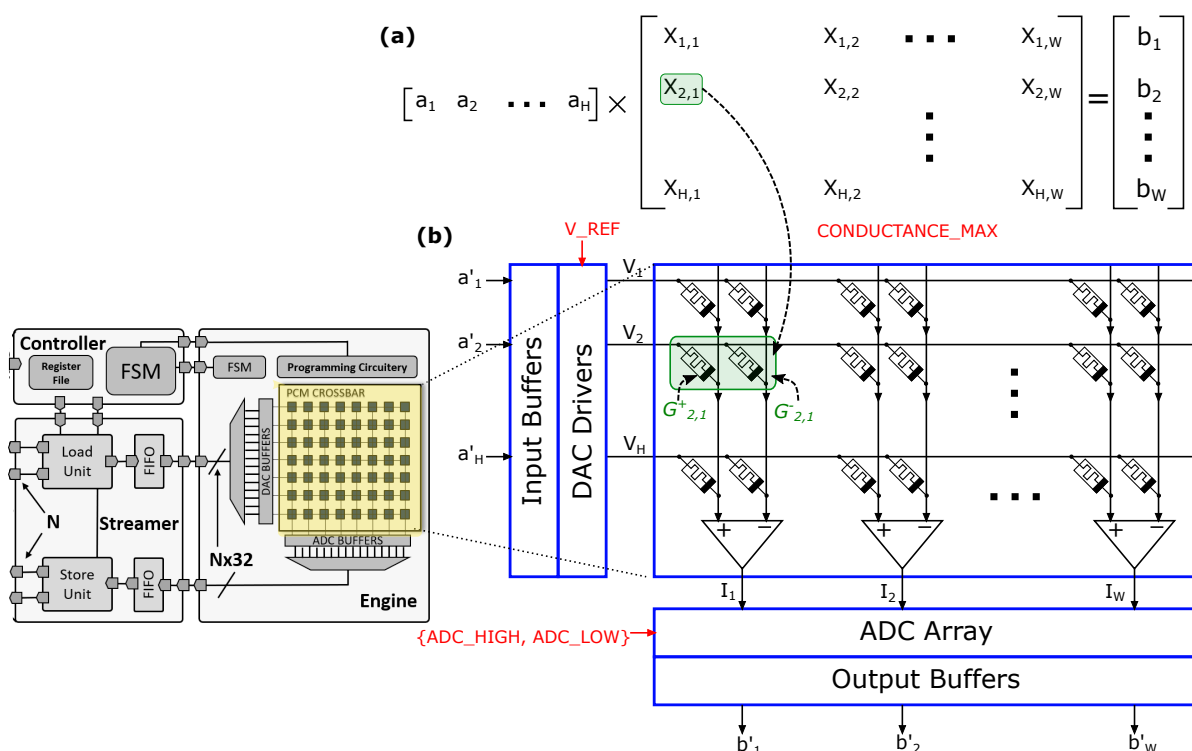 (a)
X1,1 X1,2 ▪ ▪ ▪ X1,W b1
[a1 a2 ▪ ▪ ▪ aH] × X2,1 X2,2 X2,W = b2
XH,1 XH,2 XH,W bW
(b)
V_REF
CONDUCTANCE_MAX
a'1
a'2
a'H
Input Buffers
DAC Drivers
V1
V2
VH
G+2,1
G-2,1
+ −
+ −
+ −
I1
I2
IW
{ADC_HIGH, ADC_LOW}
ADC Array
Output Buffers
b'1
b'2
b'W
Controller
Register
File
FSM
FSM
Programming Circuitery
PCM CROSSBAR
DAC BUFFERS
ADC BUFFERS
Load
Unit
FIFO
N
Streamer
Nx32
Store
Unit
FIFO
Engine